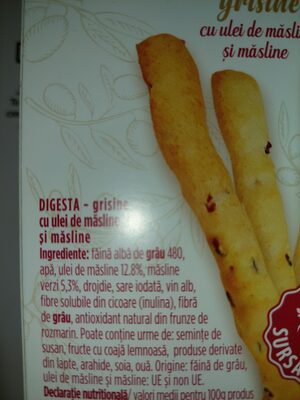 grisine
cu ulei de măsli
și măsline
DIGESTA - grisine
cu ulei de măsline
și măsline
Ingrediente: făină albă de grâu 480,
apă, ulei de măsline 12.8%, măsline
verzi 5,3%, drojdie, sare iodată, vin alb,
fibre solubile din cicoare (inulina), fibră
de grâu, antioxidant natural din frunze de
rozmarin. Poate conține urme de: semințe de
susan, fructe cu coajă lemnoasă, produse derivate
din lapte, arahide, soia, ouă. Origine: făină de grâu,
ulei de măsline și măsline: UE și non UE.
Declarație nutrițională/ valori medii pentru 100g produs
SURSĂ